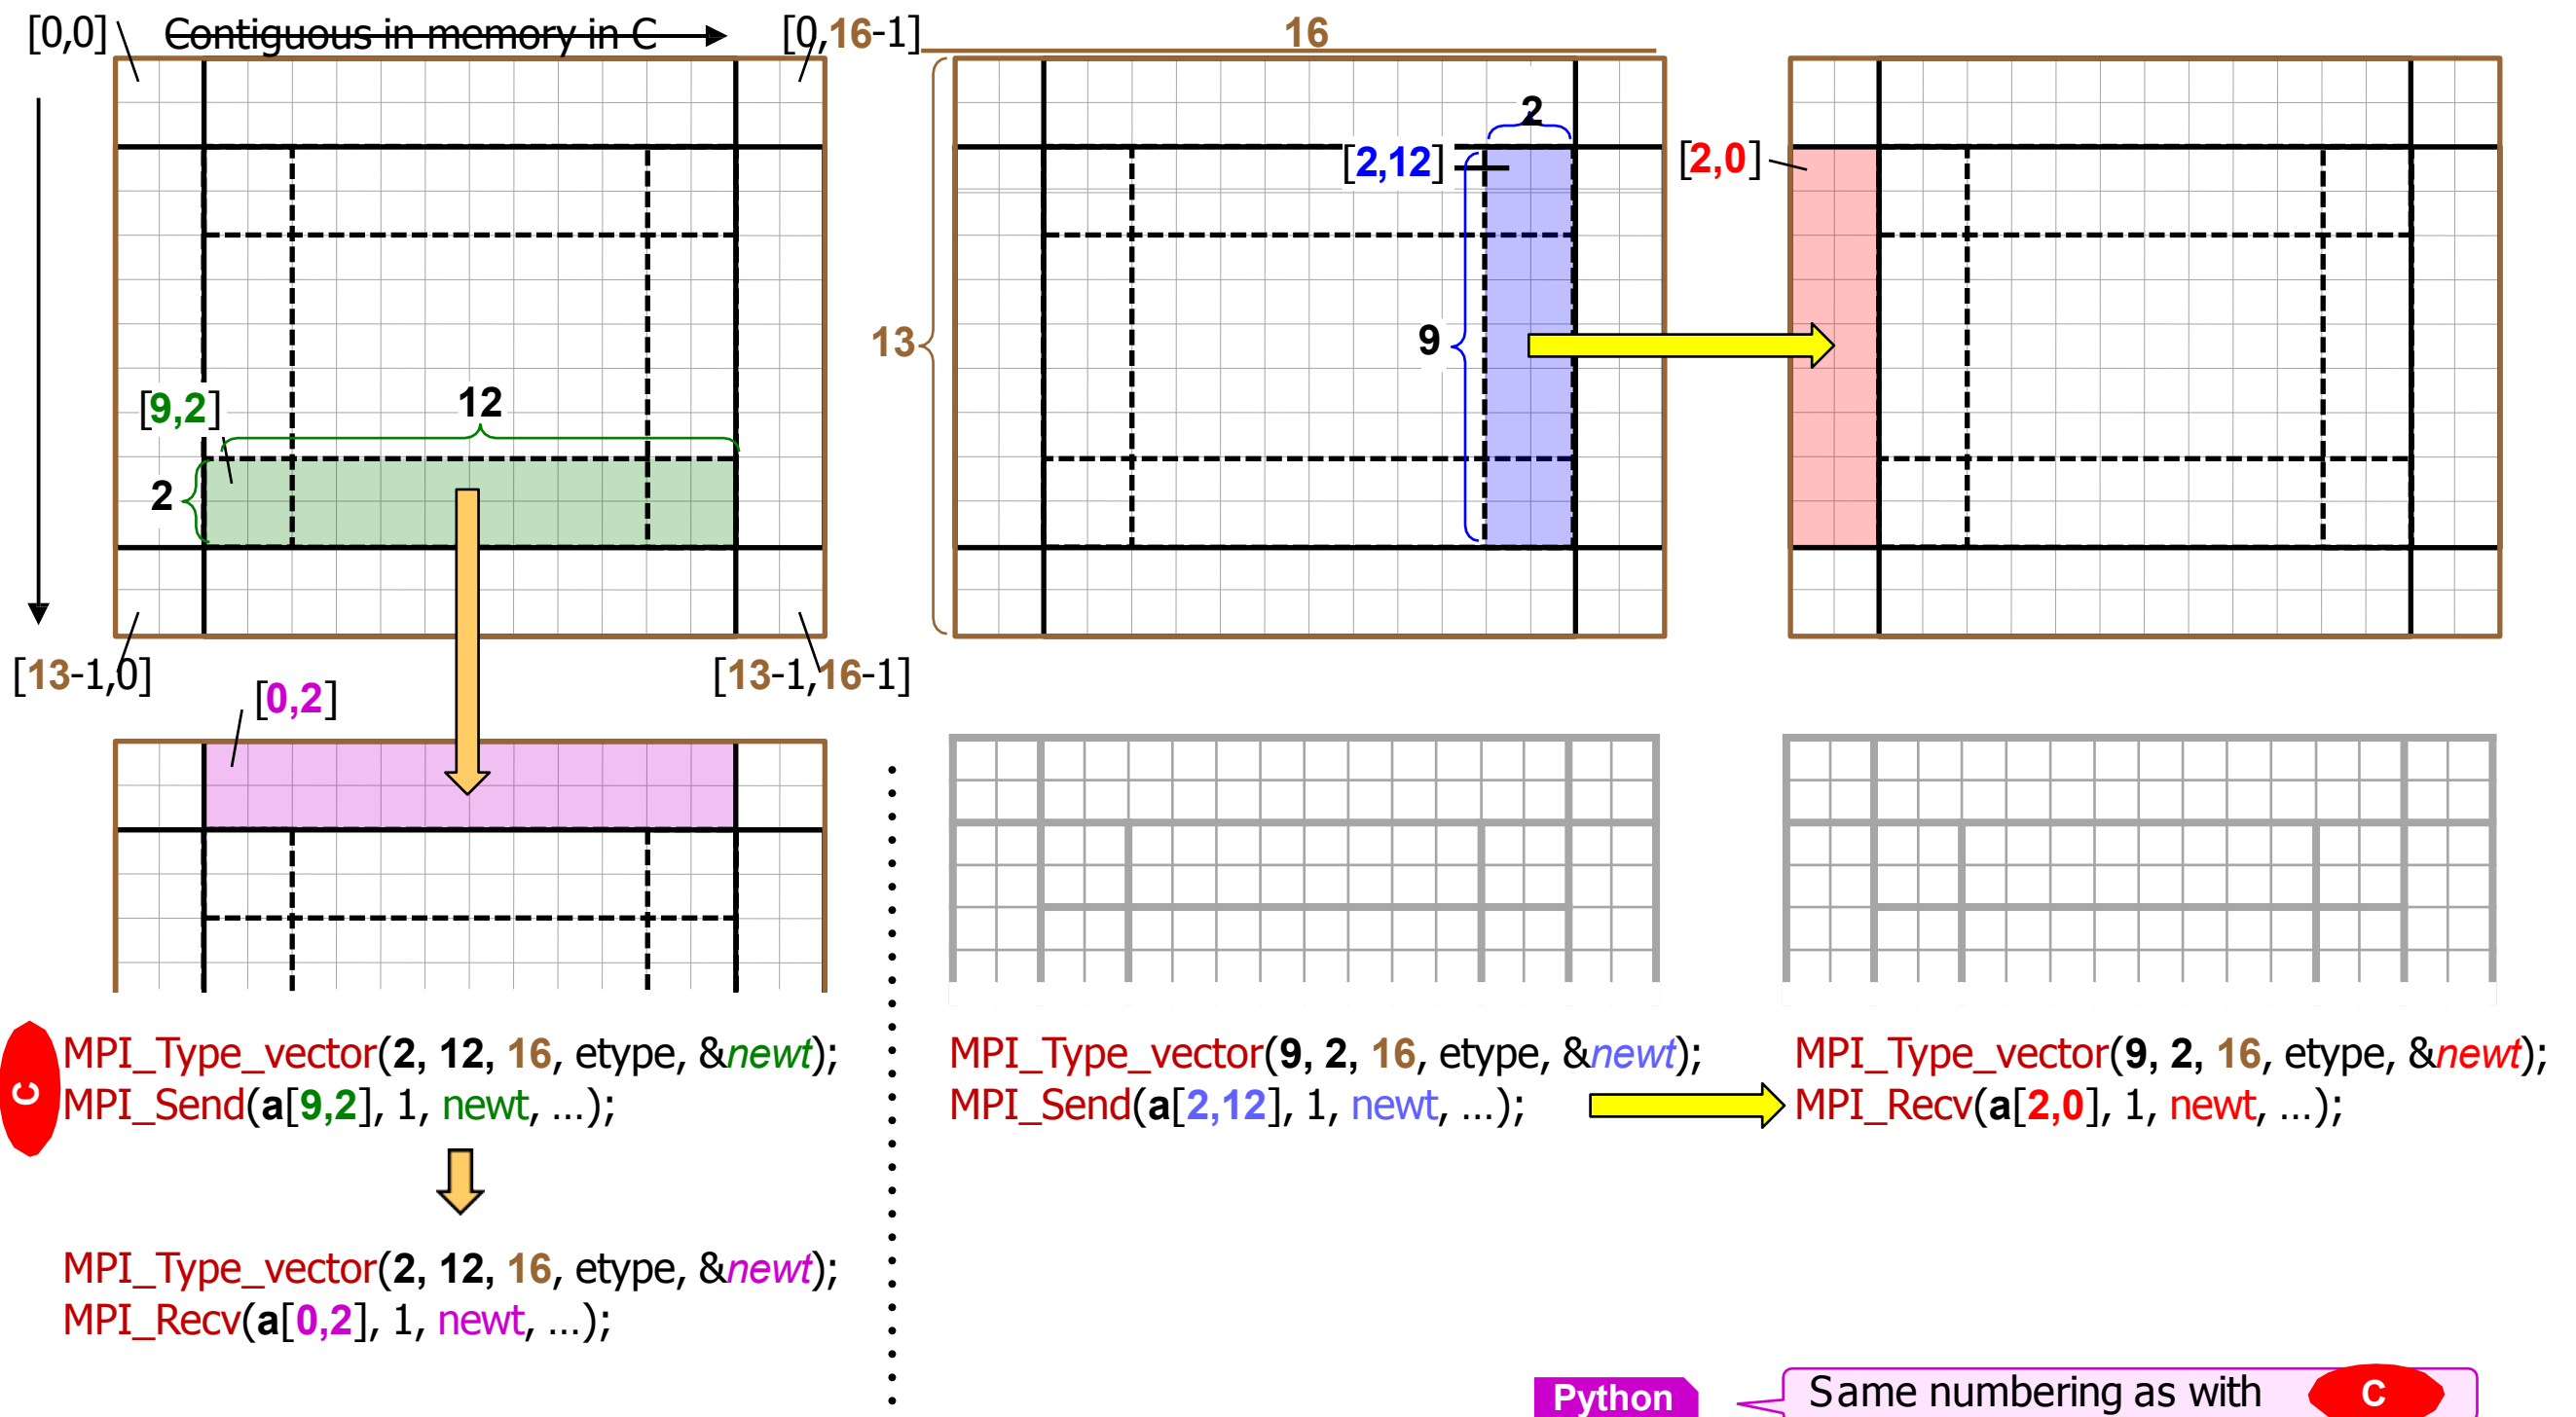 [0,0]
Contiguous in memory in C
[0,16-1]
16
2
[2,12]
[2,0]
13
9
[9,2]
12
2
[13-1,0]
[13-1,16-1]
[0,2]
C
MPI_Type_vector(2, 12, 16, etype, &newt);
MPI_Send(a[9,2], 1, newt, ...);
MPI_Type_vector(2, 12, 16, etype, &newt);
MPI_Recv(a[0,2], 1, newt, ...);
MPI_Type_vector(9, 2, 16, etype, &newt);
MPI_Send(a[2,12], 1, newt, ...);
MPI_Type_vector(9, 2, 16, etype, &newt);
MPI_Recv(a[2,0], 1, newt, ...);
Python
Same numbering as with C